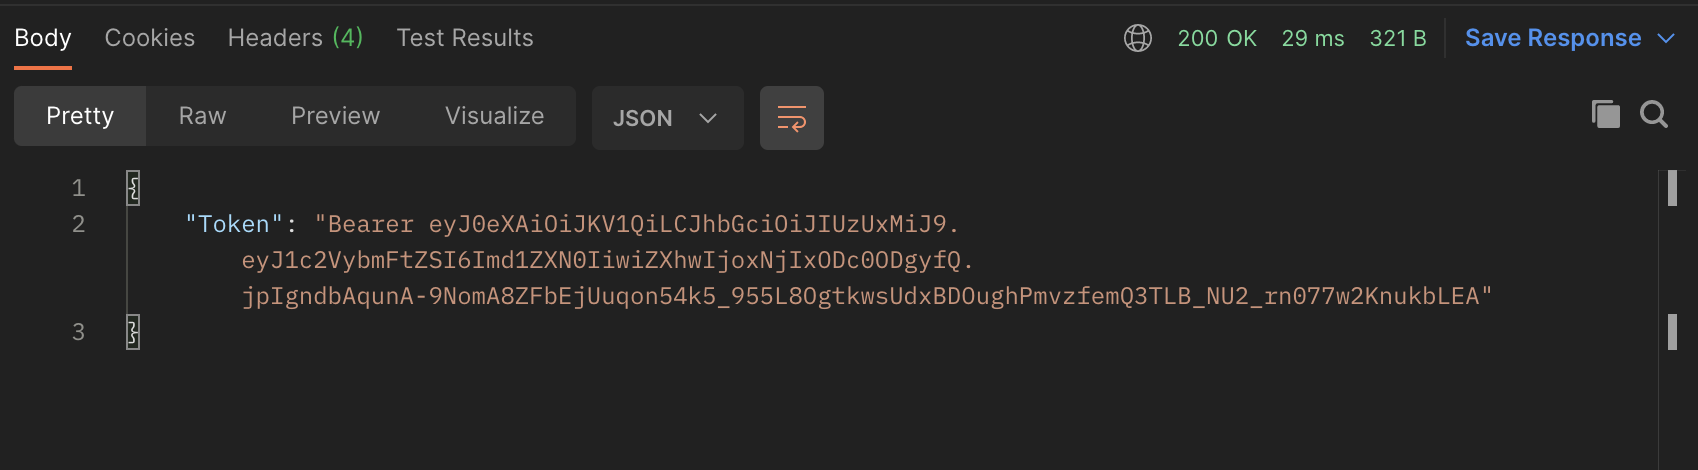 Body Cookies Headers (4) Test Results 200 OK 29 ms 321 B Save Response
Pretty Raw Preview Visualize JSON
1 {
2 "Token": "Bearer eyJ0eXAiOiJKV1QiLCJhbGciOiJIUzUxMiJ9.
eyJ1c2VybmFtZSI6Imd1ZXN0IiwiZXhwIjoxNjIxODc0ODgyfQ.
jpIgndbAqunA-9NomA8ZFbEjUuqon54k5_955L8OgtkwsUdxBDOughPmvzfemQ3TLB_NU2_rn077w2KnukbLEA"
3 }